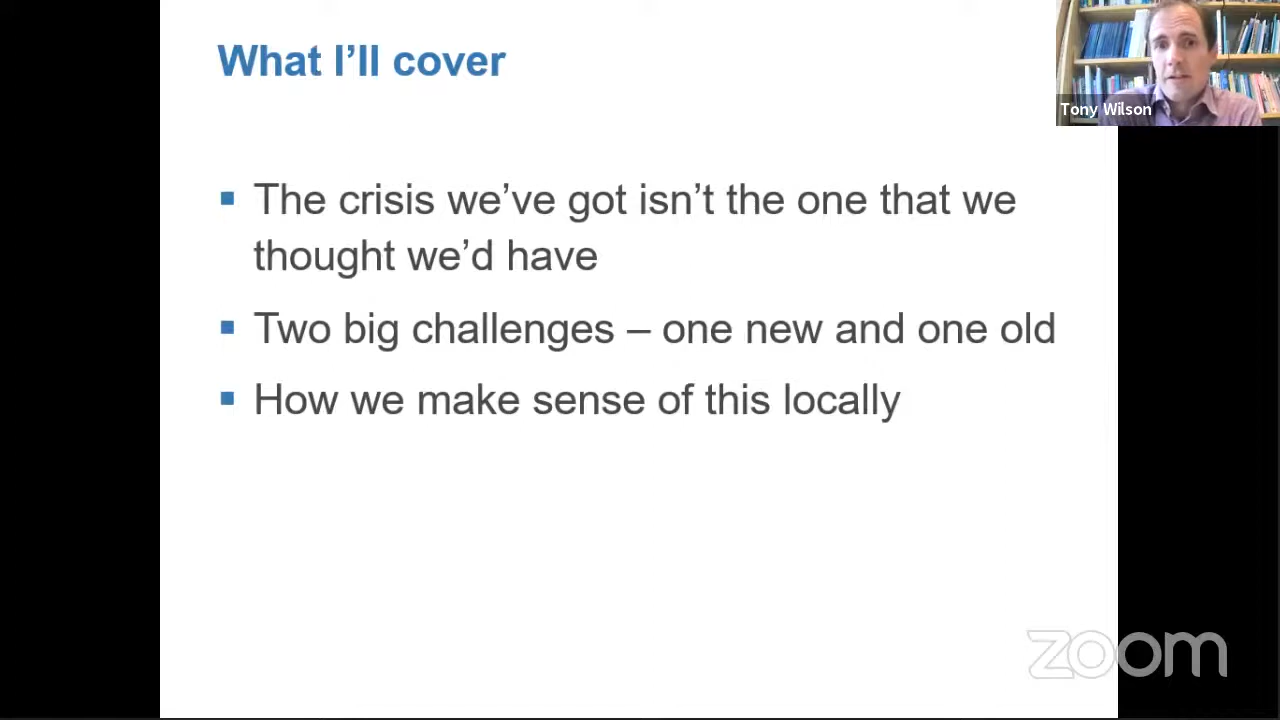 What I’ll cover
Tony Wilson
▪ The crisis we’ve got isn’t the one that we
thought we’d have
▪ Two big challenges – one new and one old
▪ How we make sense of this locally
zoom